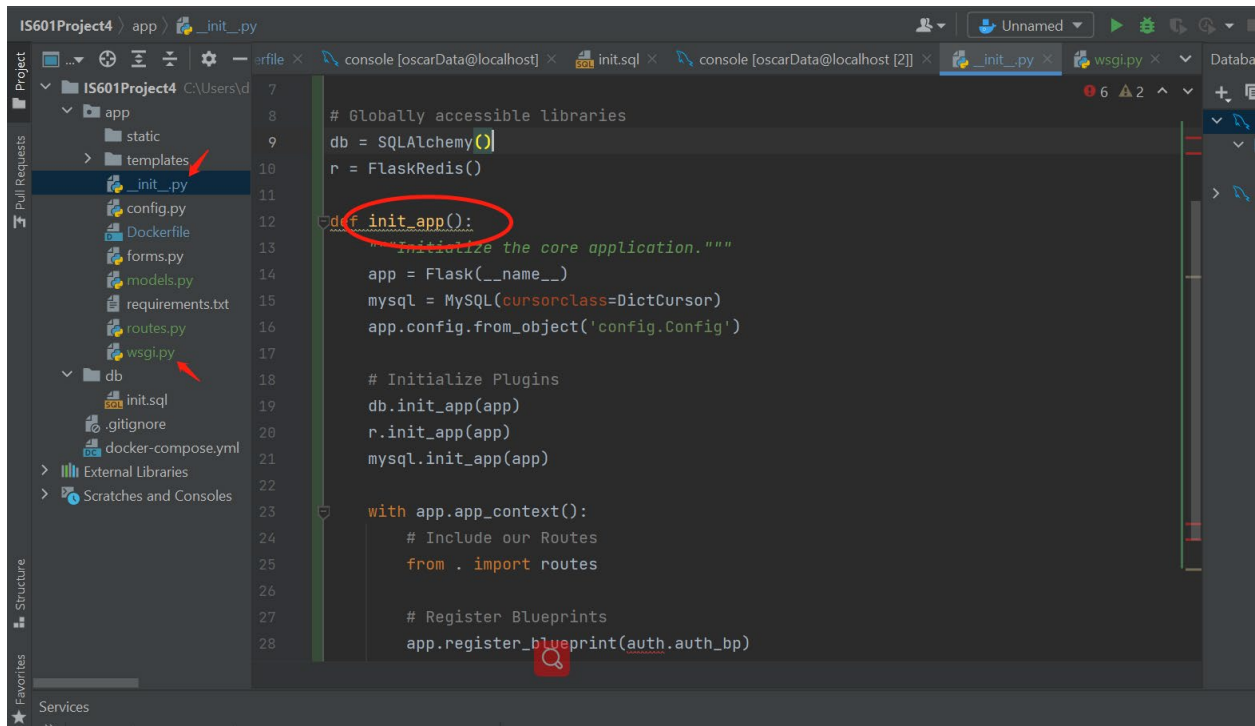 IS601Project4 > app > __init__.py
Unnamed
Project
erfile
console [oscarData@localhost]
init.sql
console [oscarData@localhost [2]]
__init__.py
wsgi.py
Databa
IS601Project4 C:\Users\d
app
static
templates
__init__.py
config.py
Dockerfile
forms.py
models.py
requirements.txt
routes.py
wsgi.py
db
init.sql
.gitignore
docker-compose.yml
External Libraries
Scratches and Consoles
Pull Requests
Structure
Favorites
Services
6 2
7
8 # Globally accessible libraries
9 db = SQLAlchemy()
10 r = FlaskRedis()
11
12 def init_app():
13 """Initialize the core application."""
14 app = Flask(__name__)
15 mysql = MySQL(cursorclass=DictCursor)
16 app.config.from_object('config.Config')
17
18 # Initialize Plugins
19 db.init_app(app)
20 r.init_app(app)
21 mysql.init_app(app)
22
23 with app.app_context():
24 # Include our Routes
25 from . import routes
26
27 # Register Blueprints
28 app.register_blueprint(auth.auth_bp)